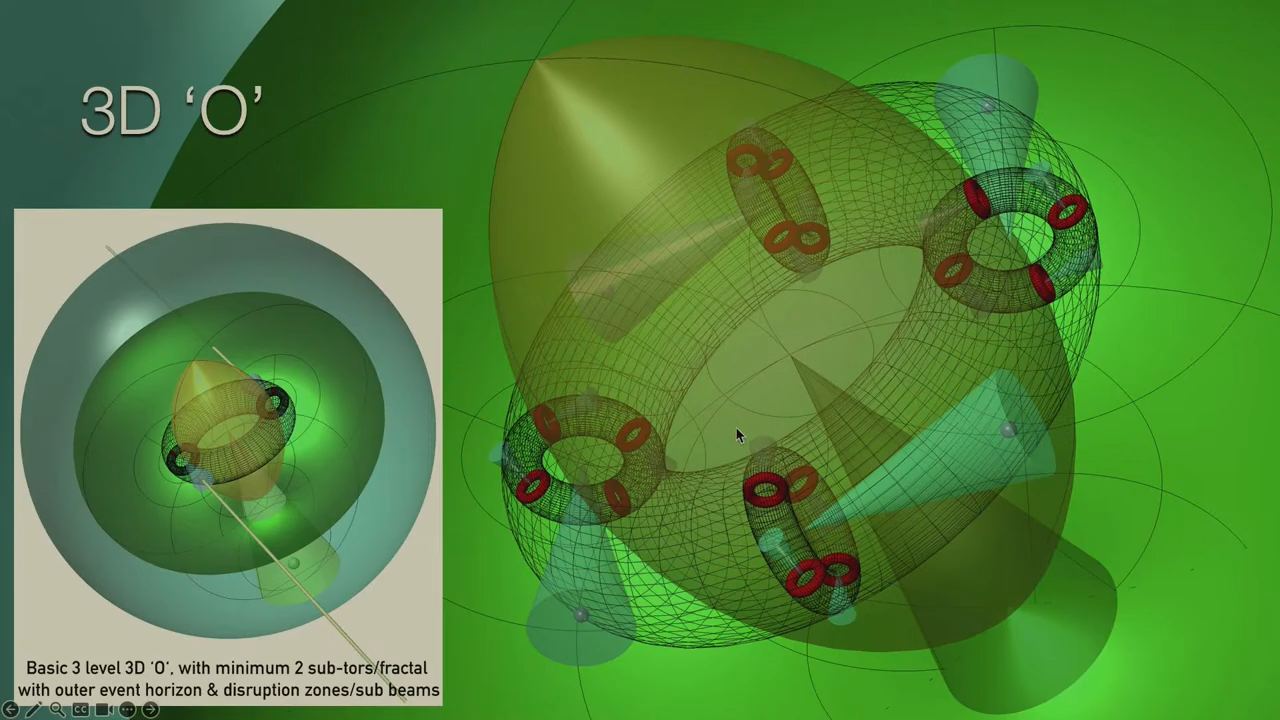 3D ‘O’
Basic 3 level 3D ‘O‘, with minimum 2 sub-tors/fractal
with outer event horizon & disruption zones/sub beams
CC